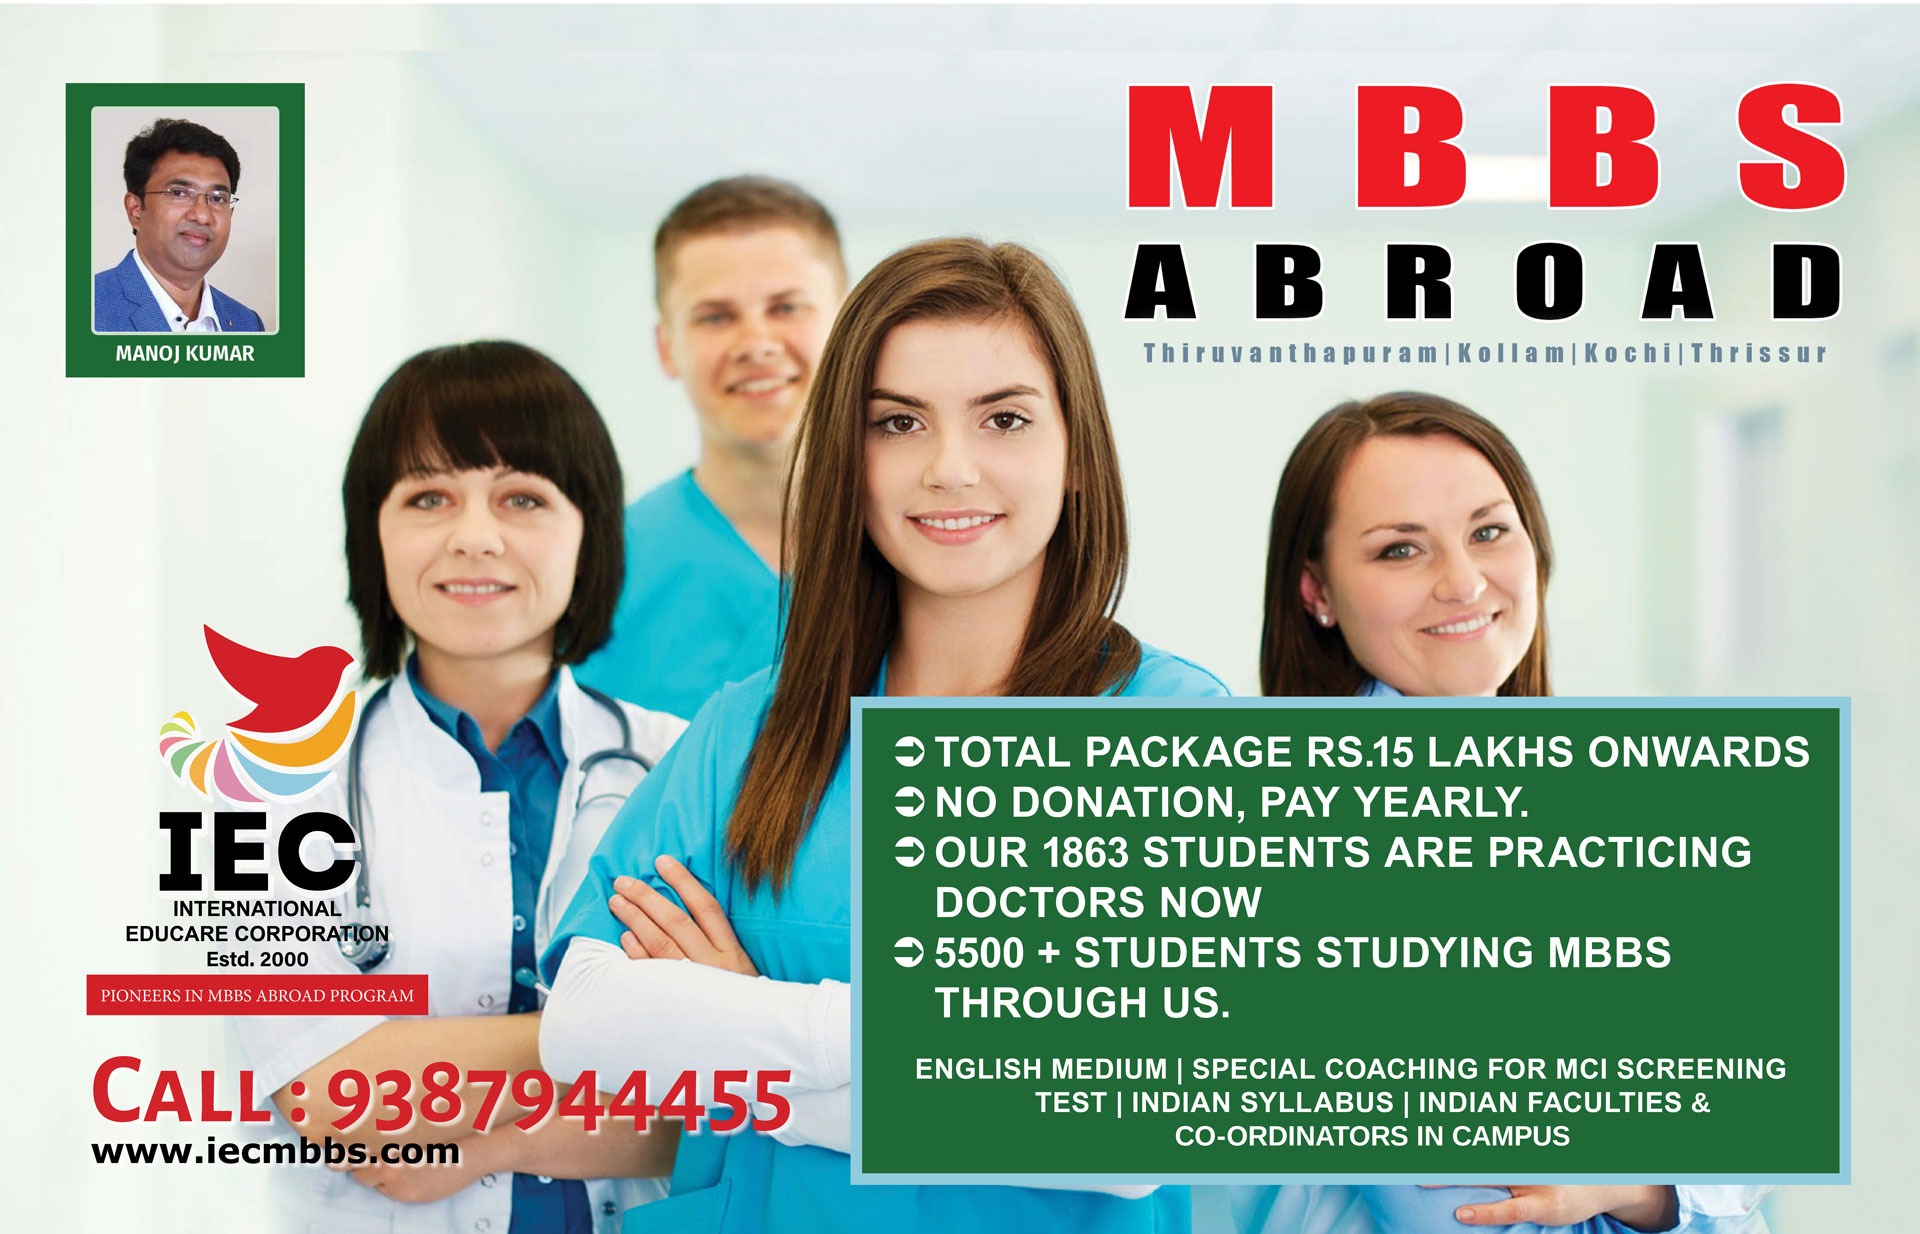 MANOJ KUMAR
MBBS
ABROAD
Thiruvanthapuram|Kollam|Kochi|Thrissur
IEC
INTERNATIONAL
EDUCARE CORPORATION
Estd. 2000
PIONEERS IN MBBS ABROAD PROGRAM
CALL : 9387944455
www.iecmbbs.com
➲ TOTAL PACKAGE RS.15 LAKHS ONWARDS
➲ NO DONATION, PAY YEARLY.
➲ OUR 1863 STUDENTS ARE PRACTICING
DOCTORS NOW
➲ 5500 + STUDENTS STUDYING MBBS
THROUGH US.
ENGLISH MEDIUM | SPECIAL COACHING FOR MCI SCREENING
TEST | INDIAN SYLLABUS | INDIAN FACULTIES &
CO-ORDINATORS IN CAMPUS